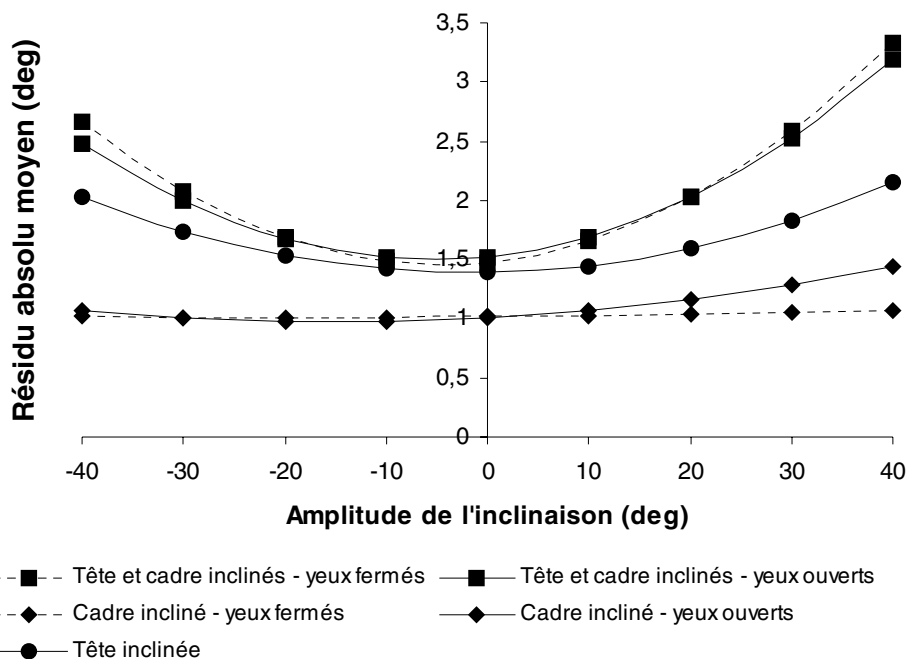 3,5
3
2,5
2
1,5
1
0,5
0
Résidu absolu moyen (deg)
-40 -30 -20 -10 0 10 20 30 40
Amplitude de l'inclinaison (deg)
Tête et cadre inclinés - yeux fermés Tête et cadre inclinés - yeux ouverts
Cadre incliné - yeux fermés Cadre incliné - yeux ouverts
Tête inclinée